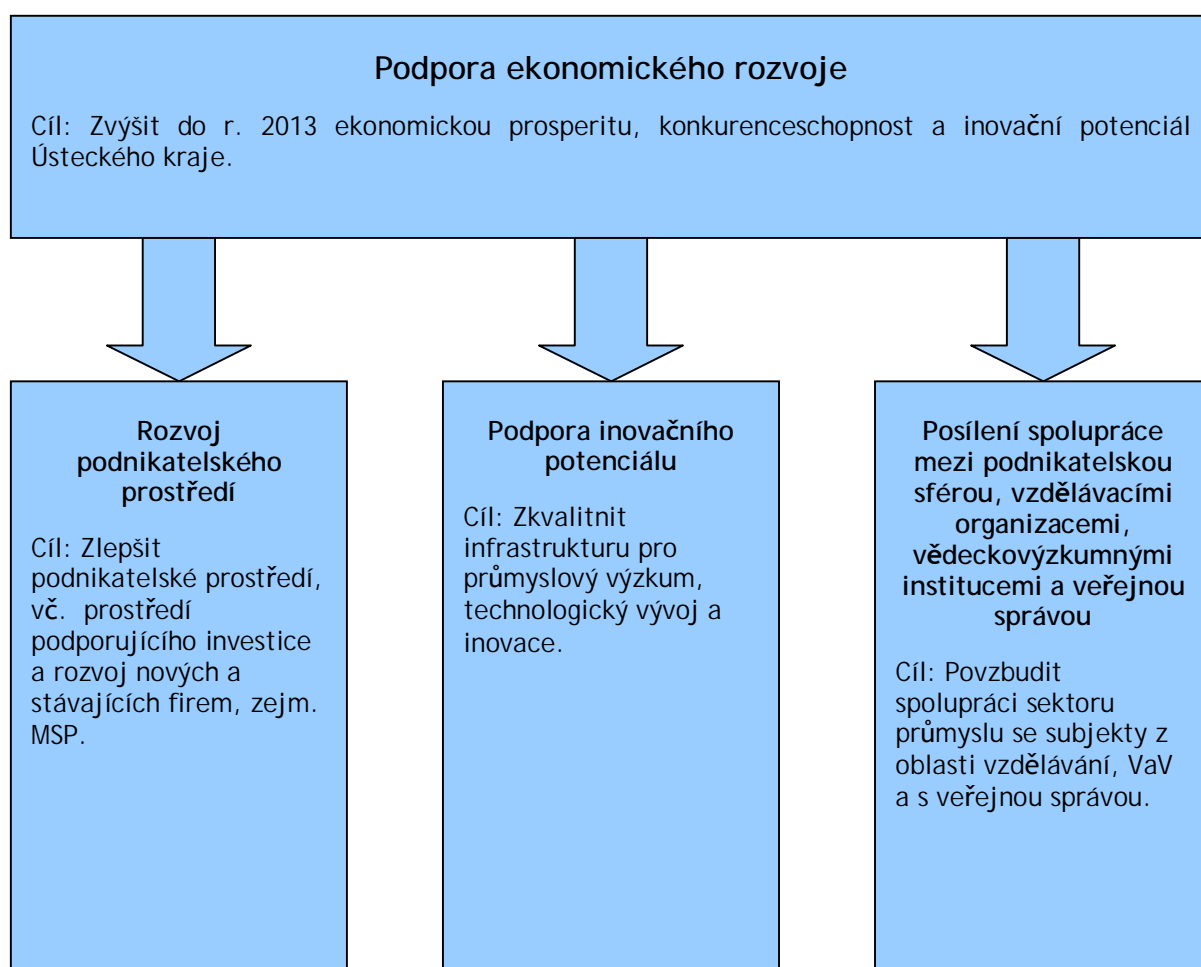 Podpora ekonomického rozvoje
Cíl: Zvýšit do r. 2013 ekonomickou prosperitu, konkurenceschopnost a inovační potenciál
Ústeckého kraje.
Rozvoj
podnikatelského
prostředí
Cíl: Zlepšit
podnikatelské prostředí,
vč. prostředí
podporujícího investice
a rozvoj nových a
stávajících firem, zejm.
MSP.
Podpora inovačního
potenciálu
Cíl: Zkvalitnit
infrastrukturu pro
průmyslový výzkum,
technologický vývoj a
inovace.
Posílení spolupráce
mezi podnikatelskou
sférou, vzdělávacími
organizacemi,
vědeckovýzkumnými
institucemi a veřejnou
správou
Cíl: Povzbudit
spolupráci sektoru
průmyslu se subjekty z
oblasti vzdělávání, VaV
a s veřejnou správou.